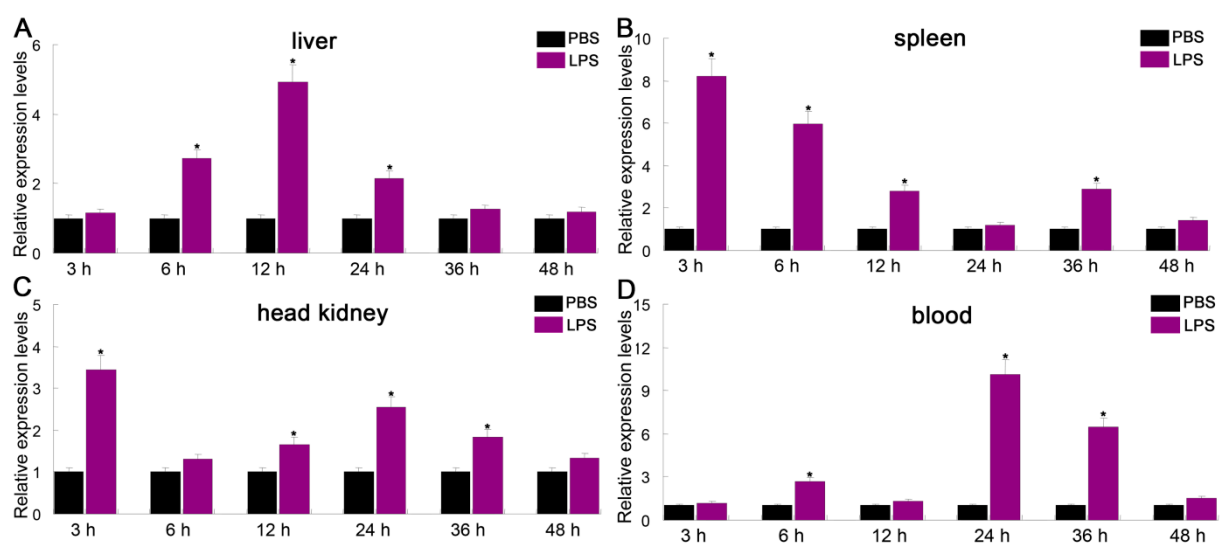 A
liver
PBS
LPS
Relative expression levels
6
4
2
0
3 h
6 h
12 h
24 h
36 h
48 h
*
*
*
B
spleen
PBS
LPS
Relative expression levels
10
8
6
4
2
0
3 h
6 h
12 h
24 h
36 h
48 h
*
*
*
*
C
head kidney
PBS
LPS
Relative expression levels
5
4
3
2
1
0
3 h
6 h
12 h
24 h
36 h
48 h
*
*
*
*
D
blood
PBS
LPS
Relative expression levels
15
12
9
6
3
0
3 h
6 h
12 h
24 h
36 h
48 h
*
*
*